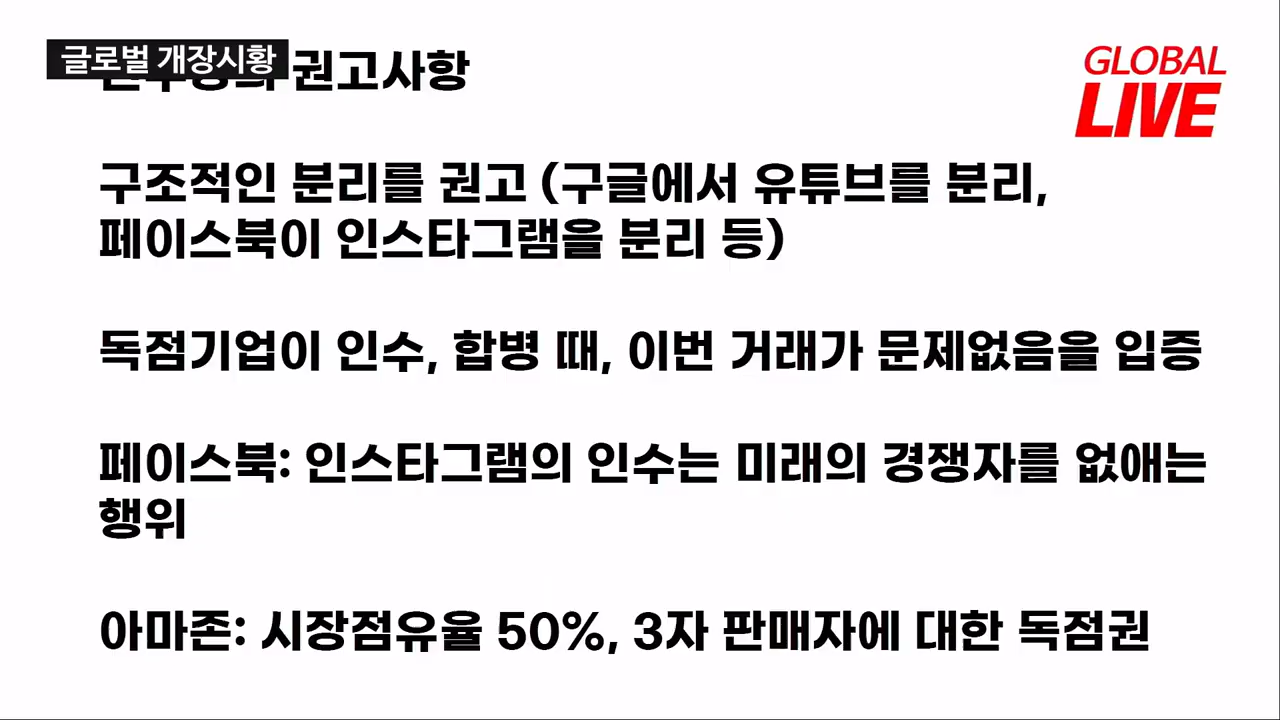 글로벌 개장시황
권고사항
GLOBAL
LIVE
구조적인 분리를 권고 (구글에서 유튜브를 분리,
페이스북이 인스타그램을 분리 등)
독점기업이 인수, 합병 때, 이번 거래가 문제없음을 입증
페이스북: 인스타그램의 인수는 미래의 경쟁자를 없애는
행위
아마존: 시장점유율 50%, 3자 판매자에 대한 독점권